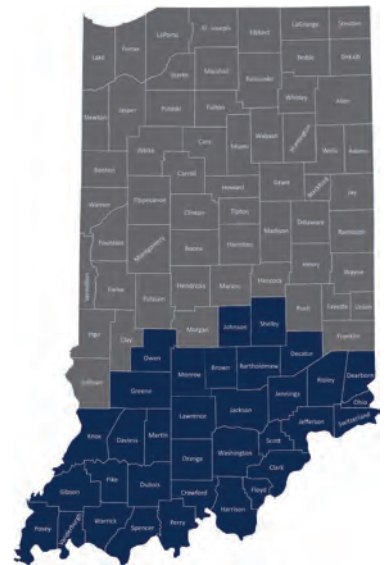 LaPorte
St. Joseph
Elkhart
LaGrange
Steuben
Lake
Porter
Noble
DeKalb
Starke
Marshall
Kosciusko
Whitley
Allen
Newton
Jasper
Pulaski
Fulton
Cass
Miami
Wabash
Huntington
Wells
Adams
White
Benton
Carroll
Howard
Grant
Blackford
Jay
Warren
Tippecanoe
Clinton
Tipton
Madison
Delaware
Randolph
Fountain
Montgomery
Boone
Hamilton
Henry
Wayne
Vermillion
Parke
Putnam
Hendricks
Marion
Hancock
Rush
Fayette
Union
Vigo
Clay
Owen
Morgan
Johnson
Shelby
Decatur
Franklin
Sullivan
Greene
Monroe
Brown
Bartholomew
Jennings
Ripley
Dearborn
Ohio
Switzerland
Knox
Daviess
Martin
Lawrence
Jackson
Jefferson
Scott
Washington
Orange
Clark
Gibson
Pike
Dubois
Crawford
Floyd
Harrison
Posey
Vanderburgh
Warrick
Spencer
Perry